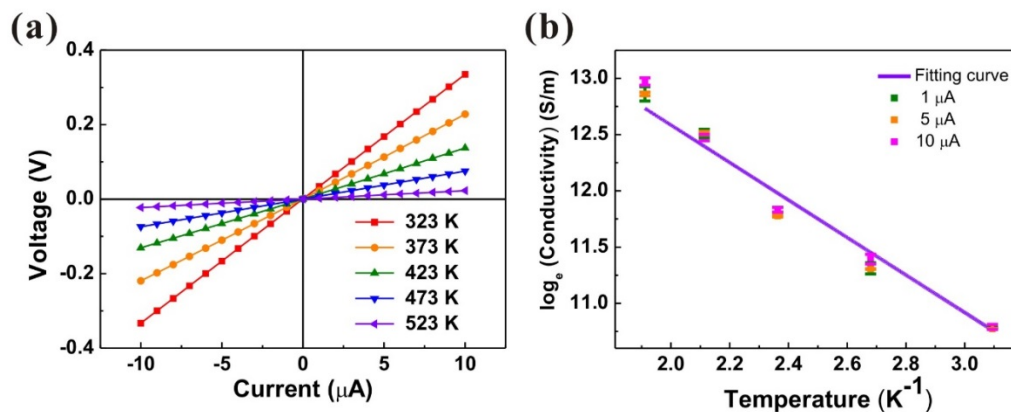 (a)
0.4
0.2
0.0
-0.2
-0.4
Voltage (V)
-10 -5 0 5 10
Current (μA)
323 K
373 K
423 K
473 K
523 K
(b)
13.0
12.5
12.0
11.5
11.0
logₑ (Conductivity) (S/m)
Fitting curve
1 μA
5 μA
10 μA
2.0 2.2 2.4 2.6 2.8 3.0
Temperature (K⁻¹)